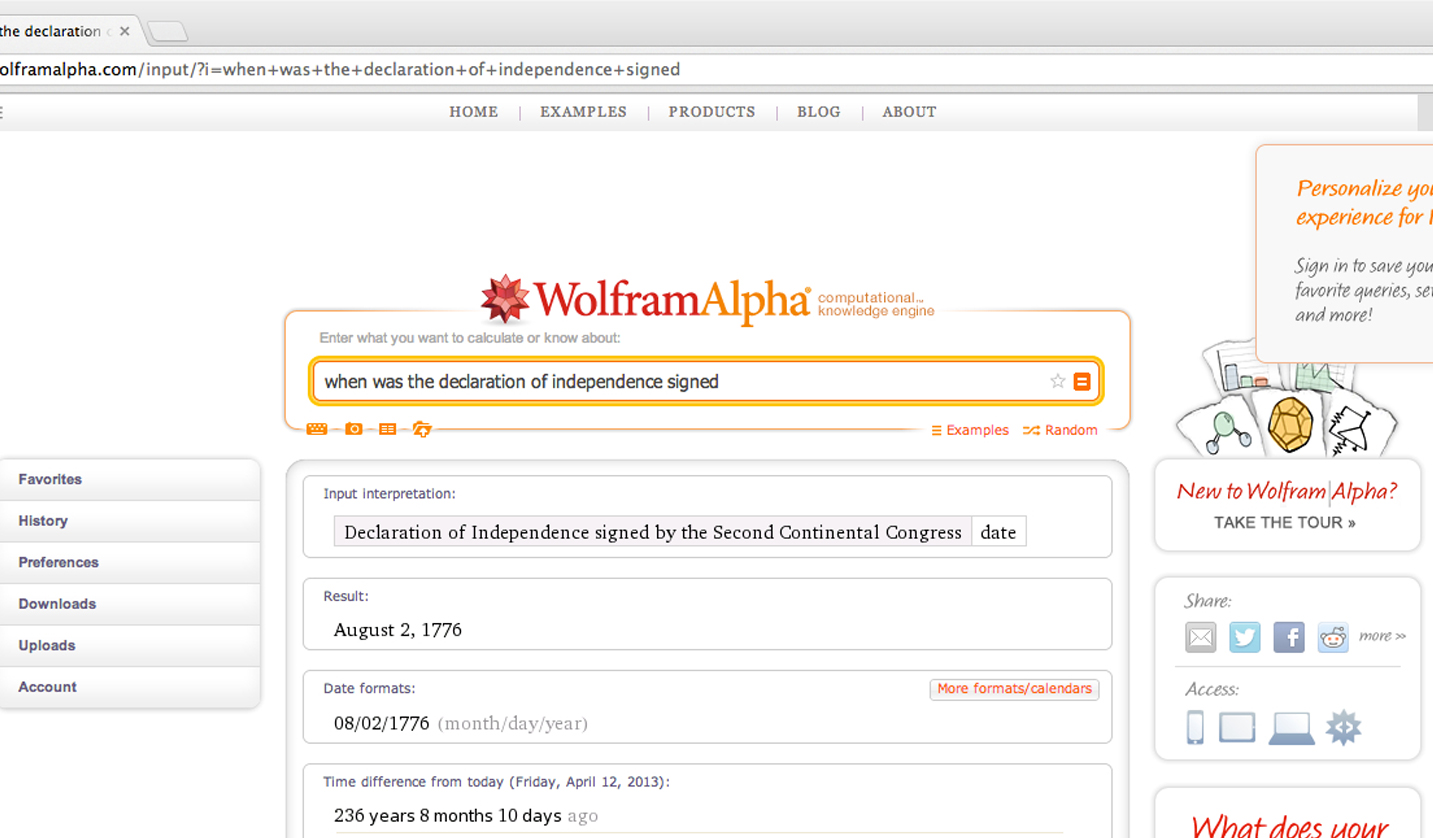 the declaration
olframalpha.com/input/?i=when+was+the+declaration+of+independence+signed
HOME | EXAMPLES | PRODUCTS | BLOG | ABOUT
Personalize you
experience for
Sign in to save you
favorite queries, set
and more!
WolframAlpha® computational...
knowledge engine
Enter what you want to calculate or know about:
when was the declaration of independence signed
Examples Random
Favorites
History
Preferences
Downloads
Uploads
Account
Input interpretation:
Declaration of Independence signed by the Second Continental Congress date
Result:
August 2, 1776
Date formats:
More formats/calendars
08/02/1776 (month/day/year)
Time difference from today (Friday, April 12, 2013):
236 years 8 months 10 days ago
New to Wolfram|Alpha?
TAKE THE TOUR »
Share:
more »
Access:
What does your